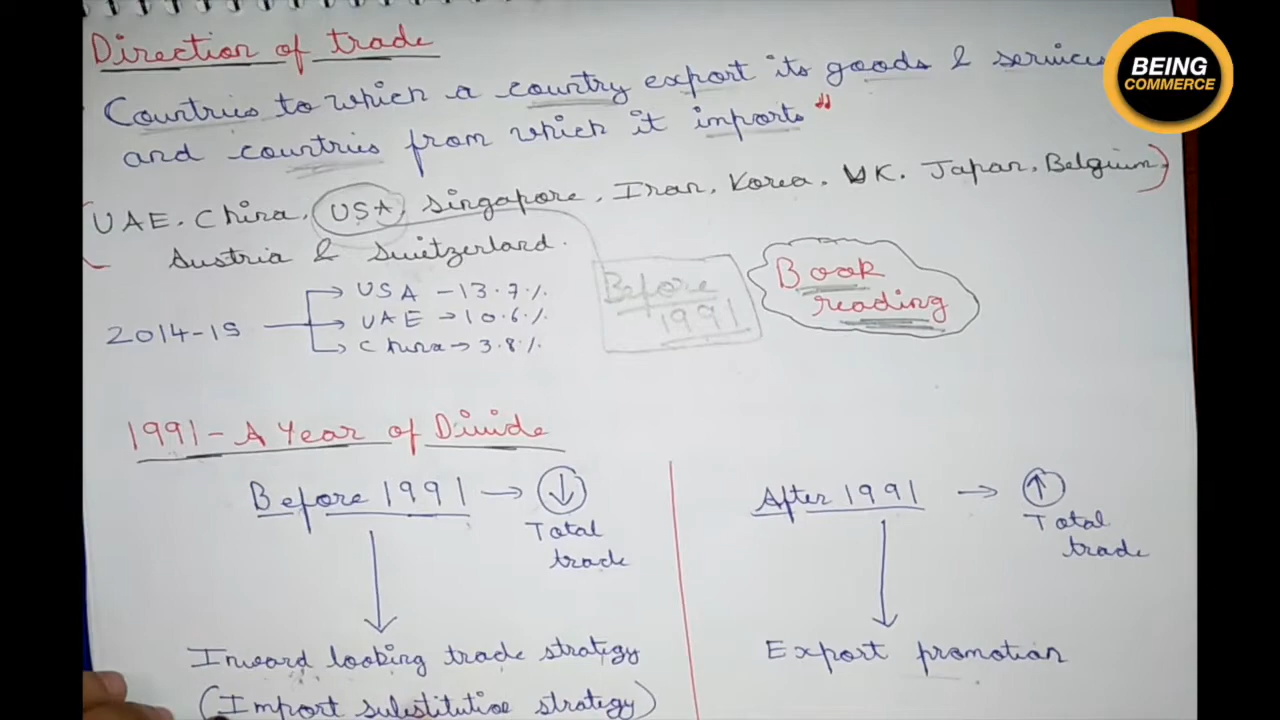 Direction of trade
Countries to which a country export its goods & services
and countries from which it imports "
(UAE, China, USA, Singapore, Iran, Korea, UK, Japan, Belgium)
Austria & Switzerland.
2014-15
USA - 13.7%
UAE → 10.6%
China → 3.8%
Before
1991
Book
reading
1991 - A Year of Divide
Before 1991 → ↓
Total
trade
After 1991 → ↑
Total
trade
Inward looking trade strategy
(Import substitution strategy)
Export promotion
BEING
COMMERCE